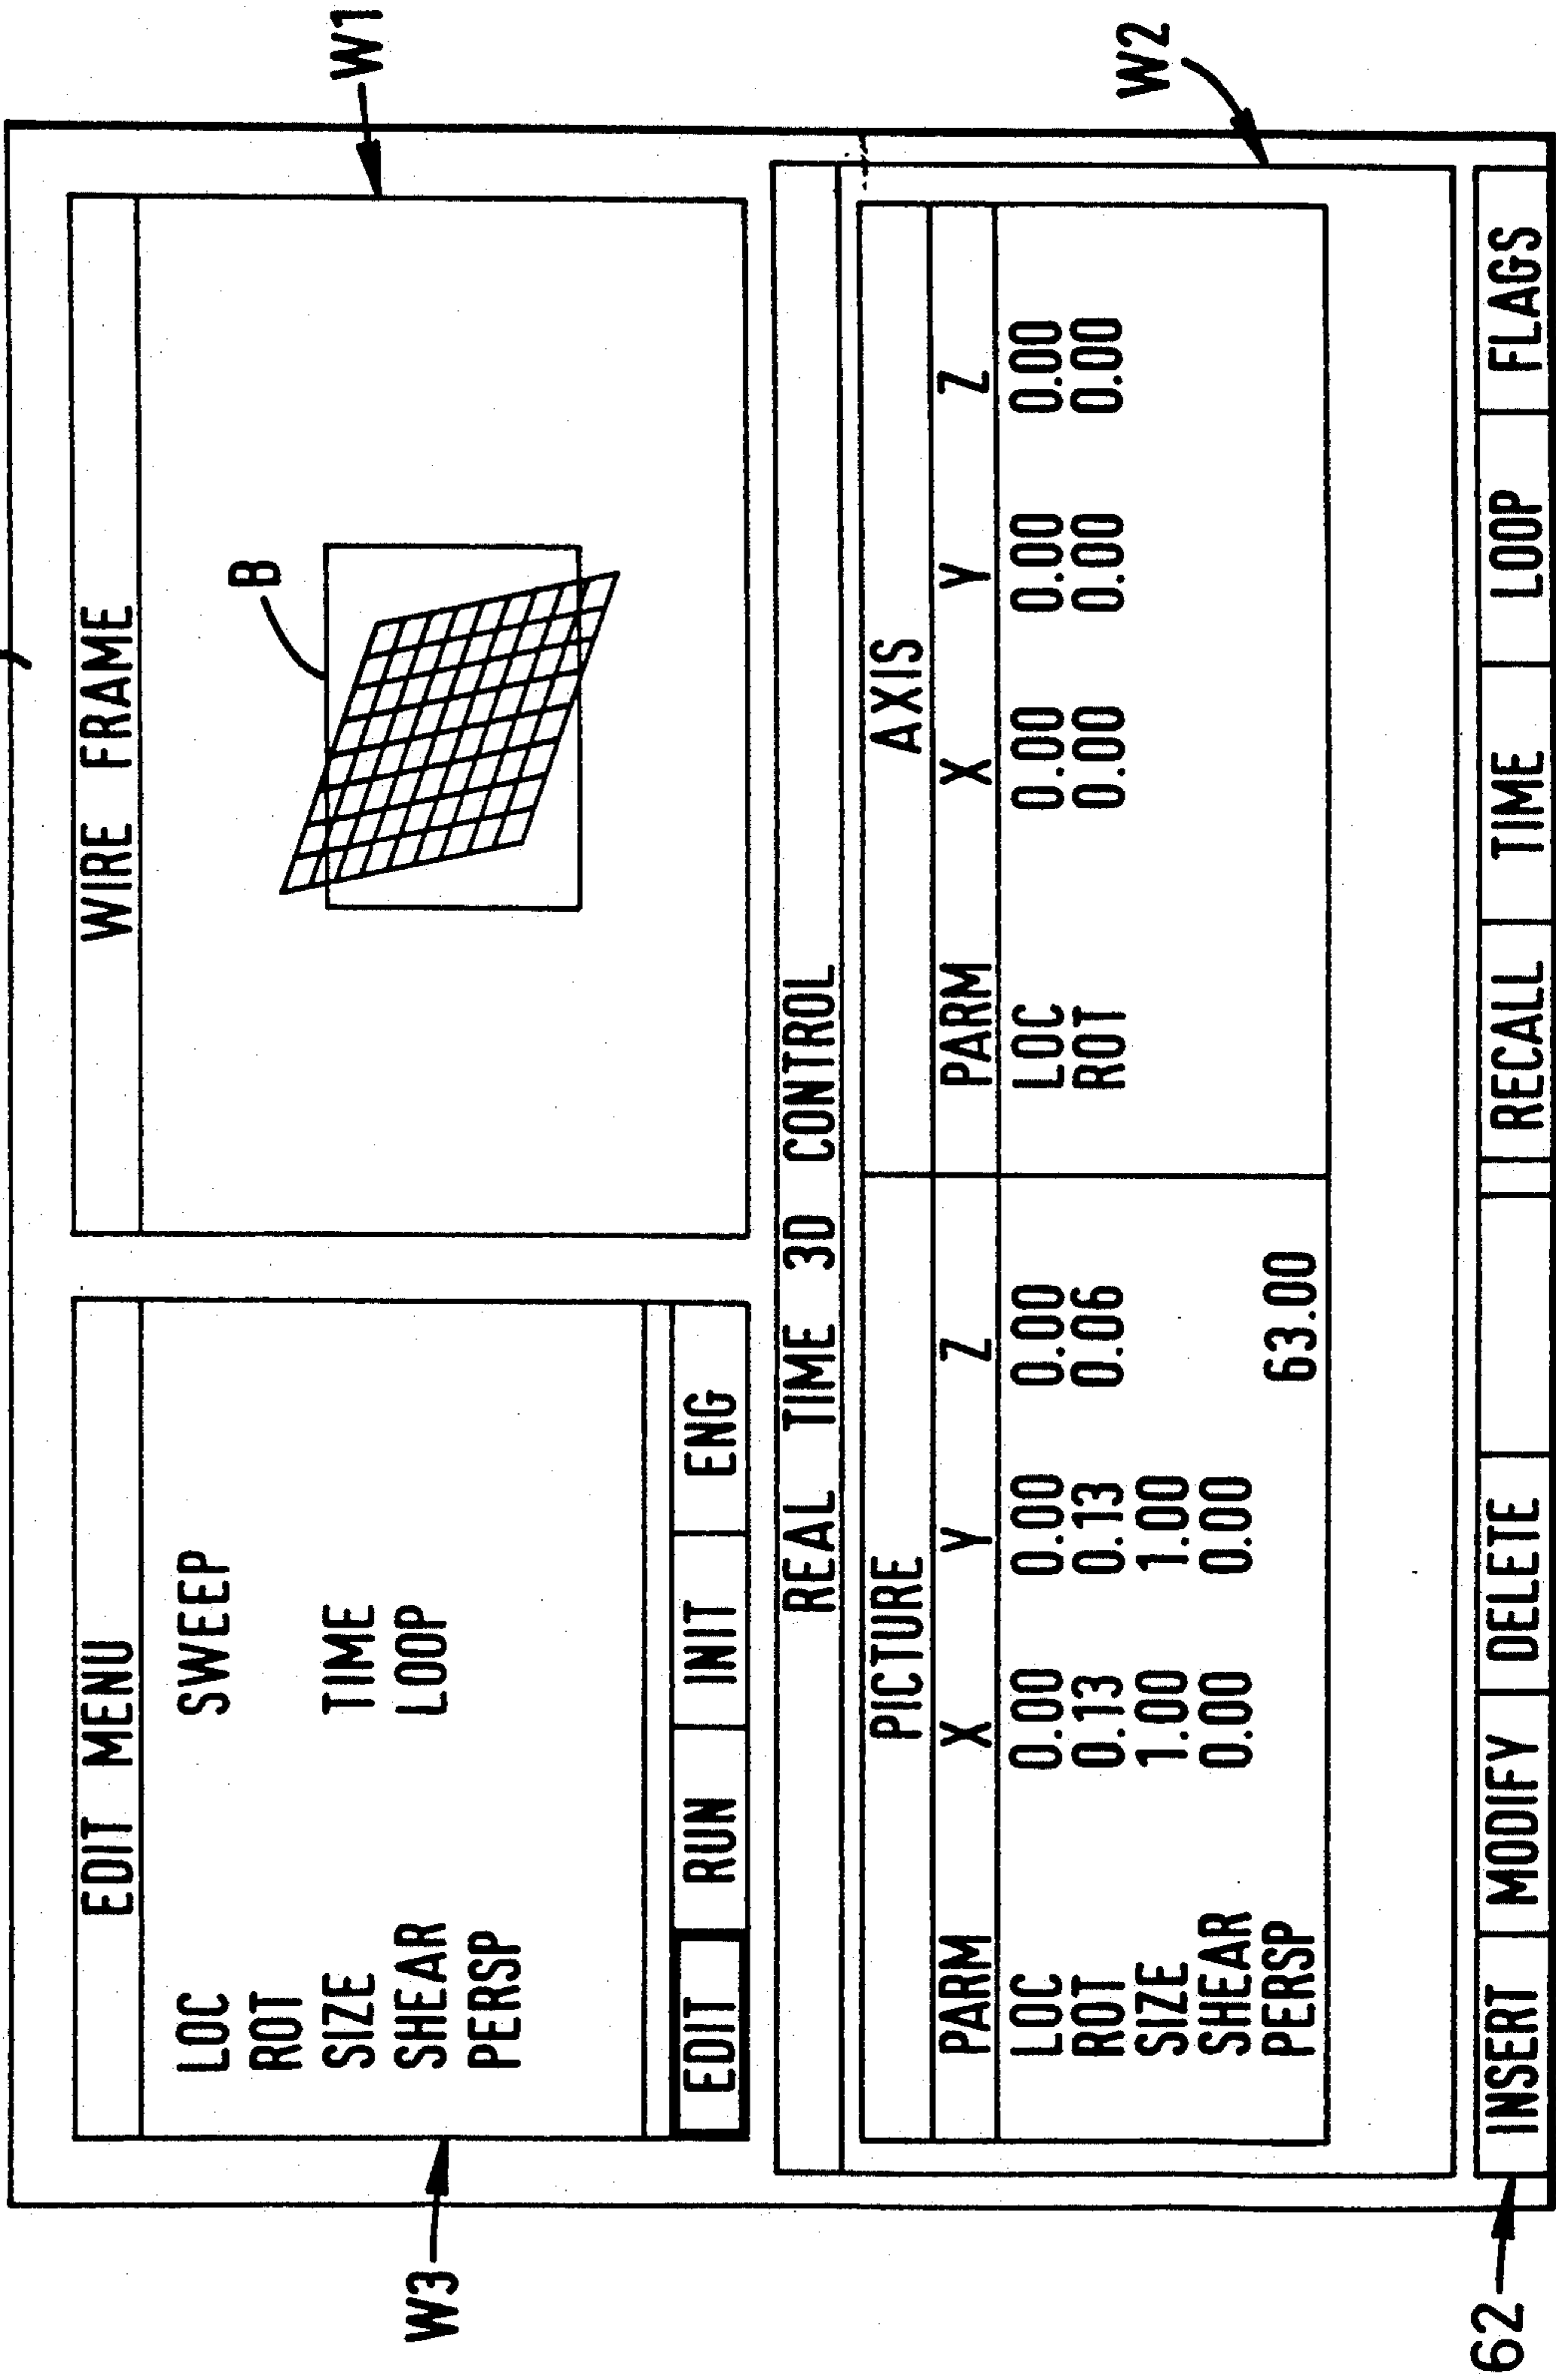 W1
EDIT MENU
WIRE FRAME
LOC SWEEP
ROT
SIZE TIME
SHEAR LOOP
PERSP
B
W3
EDIT RUN INIT ENG
REAL TIME 3D CONTROL
PICTURE AXIS
PARM X Y Z PARM X Y Z
LOC 0.00 0.00 0.00 LOC 0.00 0.00 0.00
ROT 0.13 0.13 0.06 ROT 0.00 0.00 0.00
SIZE 1.00 1.00
SHEAR 0.00 0.00
PERSP 63.00
W2
62
INSERT MODIFY DELETE RECALL TIME LOOP FLAGS